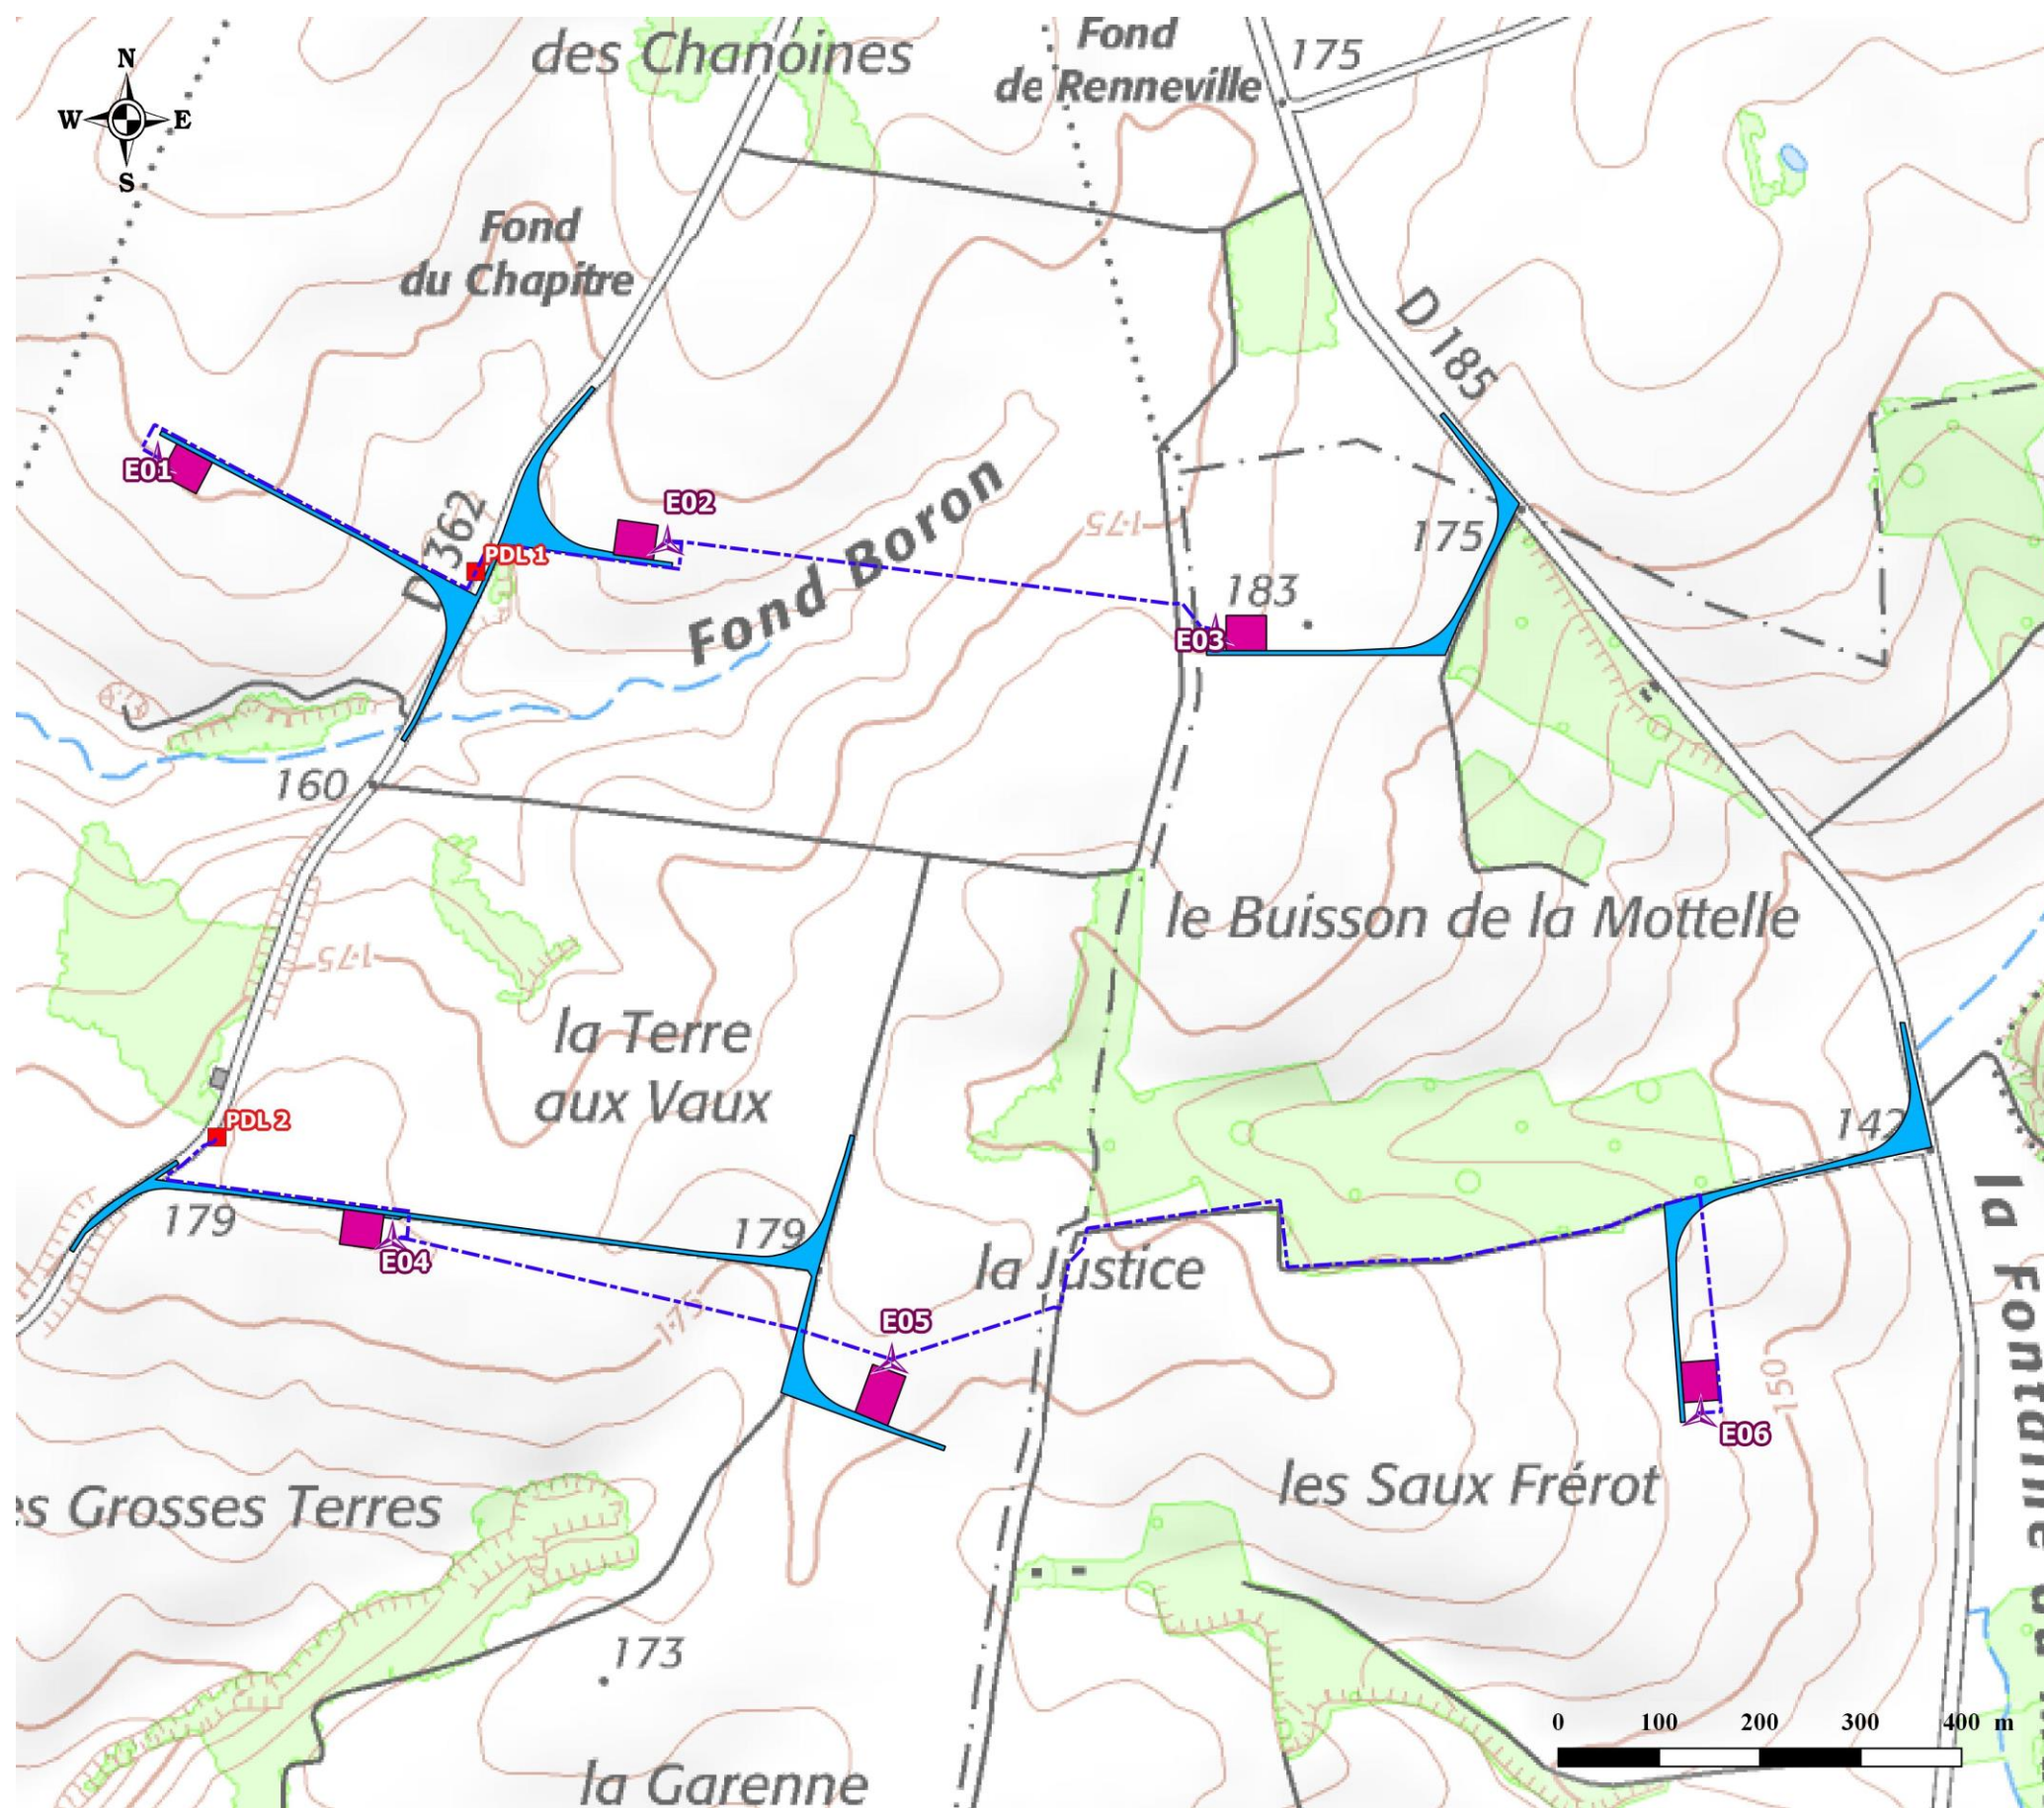 des Chanoines
Fond
de Renneville
175
N
W
E
S
Fond
du Chapitre
D 185
E01
E02
D 362
PDL 1
Fond Boron
175
175
183
E03
160
le Buisson de la Mottelle
175
la Terre
aux Vaux
PDL 2
142
179
179
E04
la Justice
la Fontaine
175
E05
150
E06
es Grosses Terres
les Saux Frérot
173
0 100 200 300 400 m
la Garenne